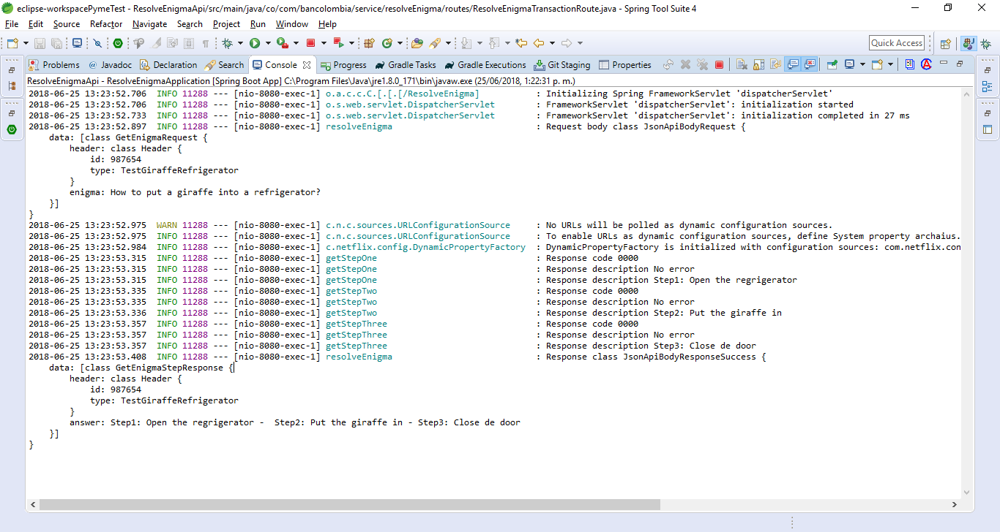 eclipse-workspacePymeTest - ResolveEnigmaApi/src/main/java/co/com/bancolombia/service/resolveEnigma/routes/ResolveEnigmaTransactionRoute.java - Spring Tool Suite 4
File Edit Source Refactor Navigate Search Project Run Window Help
Quick Access
Problems @ Javadoc Declaration Search Console Progress Gradle Tasks Gradle Executions Git Staging Properties
ResolveEnigmaApi - ResolveEnigmaApplication [Spring Boot App] C:\Program Files\Java\jre1.8.0_171\bin\javaw.exe (25/06/2018, 1:22:31 p. m.)
2018-06-25 13:23:52.706  INFO 11288 --- [nio-8080-exec-1] o.a.c.c.C.[.[.[/ResolveEnigma]           : Initializing Spring FrameworkServlet 'dispatcherServlet'
2018-06-25 13:23:52.706  INFO 11288 --- [nio-8080-exec-1] o.s.web.servlet.DispatcherServlet        : FrameworkServlet 'dispatcherServlet': initialization started
2018-06-25 13:23:52.733  INFO 11288 --- [nio-8080-exec-1] o.s.web.servlet.DispatcherServlet        : FrameworkServlet 'dispatcherServlet': initialization completed in 27 ms
2018-06-25 13:23:52.897  INFO 11288 --- [nio-8080-exec-1] resolveEnigma                            : Request body class JsonApiBodyRequest {
    data: [class GetEnigmaRequest {
        header: class Header {
            id: 987654
            type: TestGiraffeRefrigerator
        }
        enigma: How to put a giraffe into a refrigerator?
    }]
}
2018-06-25 13:23:52.975  WARN 11288 --- [nio-8080-exec-1] c.n.c.sources.URLConfigurationSource     : No URLs will be polled as dynamic configuration sources.
2018-06-25 13:23:52.975  INFO 11288 --- [nio-8080-exec-1] c.n.c.sources.URLConfigurationSource     : To enable URLs as dynamic configuration sources, define System property archaius.
2018-06-25 13:23:52.984  INFO 11288 --- [nio-8080-exec-1] c.netflix.config.DynamicPropertyFactory  : DynamicPropertyFactory is initialized with configuration sources: com.netflix.con
2018-06-25 13:23:53.315  INFO 11288 --- [nio-8080-exec-1] getStepOne                               : Response code 0000
2018-06-25 13:23:53.315  INFO 11288 --- [nio-8080-exec-1] getStepOne                               : Response description No error
2018-06-25 13:23:53.315  INFO 11288 --- [nio-8080-exec-1] getStepOne                               : Response description Step1: Open the regrigerator
2018-06-25 13:23:53.335  INFO 11288 --- [nio-8080-exec-1] getStepTwo                               : Response code 0000
2018-06-25 13:23:53.335  INFO 11288 --- [nio-8080-exec-1] getStepTwo                               : Response description No error
2018-06-25 13:23:53.336  INFO 11288 --- [nio-8080-exec-1] getStepTwo                               : Response description Step2: Put the giraffe in
2018-06-25 13:23:53.357  INFO 11288 --- [nio-8080-exec-1] getStepThree                             : Response code 0000
2018-06-25 13:23:53.357  INFO 11288 --- [nio-8080-exec-1] getStepThree                             : Response description No error
2018-06-25 13:23:53.357  INFO 11288 --- [nio-8080-exec-1] getStepThree                             : Response description Step3: Close de door
2018-06-25 13:23:53.408  INFO 11288 --- [nio-8080-exec-1] resolveEnigma                            : Response class JsonApiBodyResponseSuccess {
    data: [class GetEnigmaStepResponse {
        header: class Header {
            id: 987654
            type: TestGiraffeRefrigerator
        }
        answer: Step1: Open the regrigerator -  Step2: Put the giraffe in - Step3: Close de door
    }]
}